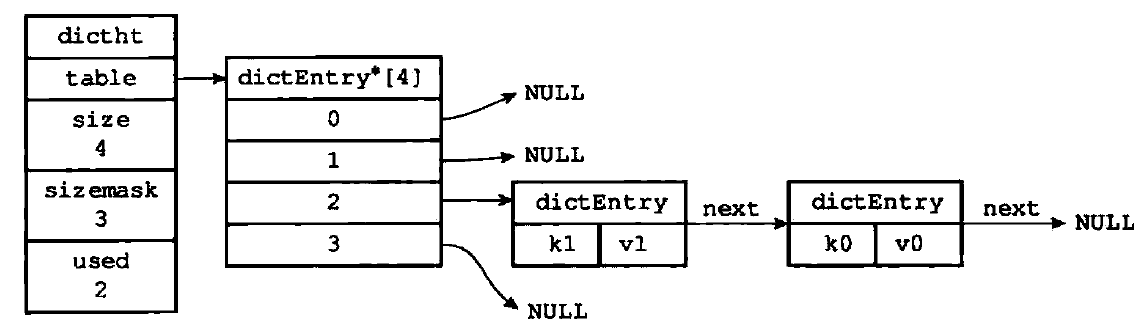 dictht
table
size
4
sizemask
3
used
2
dictEntry*[4]
0
1
2
3
NULL
NULL
dictEntry
k1 v1
next
dictEntry
k0 v0
next
NULL
NULL